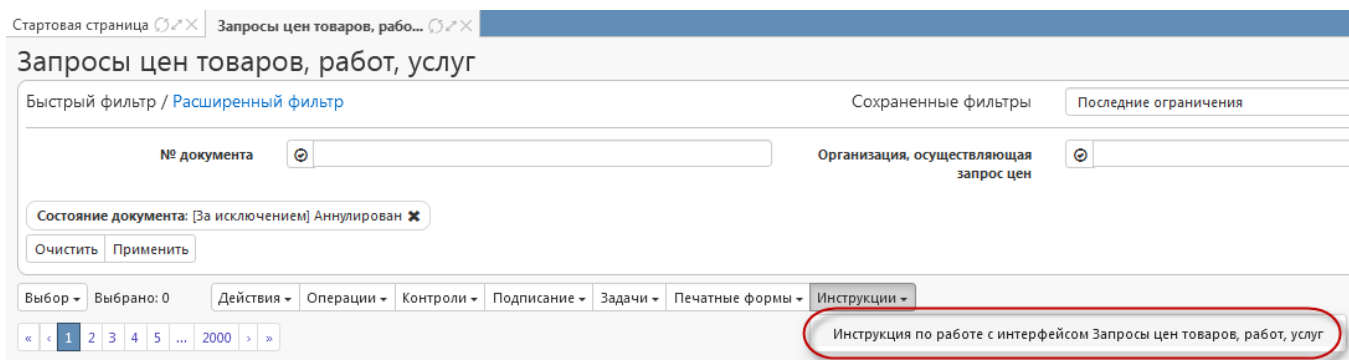 Стартовая страница
Запросы цен товаров, рабо...
Запросы цен товаров, работ, услуг
Быстрый фильтр / Расширенный фильтр
Сохраненные фильтры
Последние ограничения
№ документа
Организация, осуществляющая
запрос цен
Состояние документа: [За исключением] Аннулирован ✖
Очистить
Применить
Выбор
Выбрано: 0
Действия
Операции
Контроли
Подписание
Задачи
Печатные формы
Инструкции
« ‹ 1 2 3 4 5 ... 2000 › »
Инструкция по работе с интерфейсом Запросы цен товаров, работ, услуг